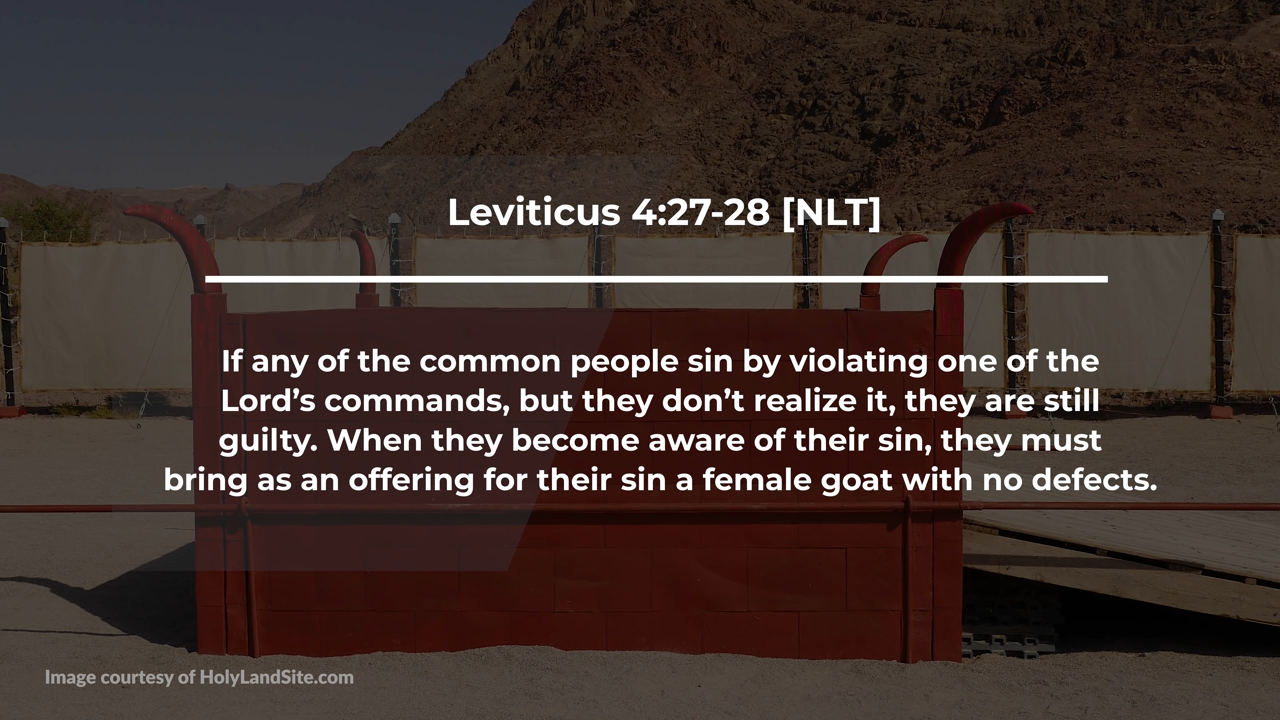 Leviticus 4:27-28 [NLT]
If any of the common people sin by violating one of the
Lord’s commands, but they don’t realize it, they are still
guilty. When they become aware of their sin, they must
bring as an offering for their sin a female goat with no defects.
Image courtesy of HolyLandSite.com